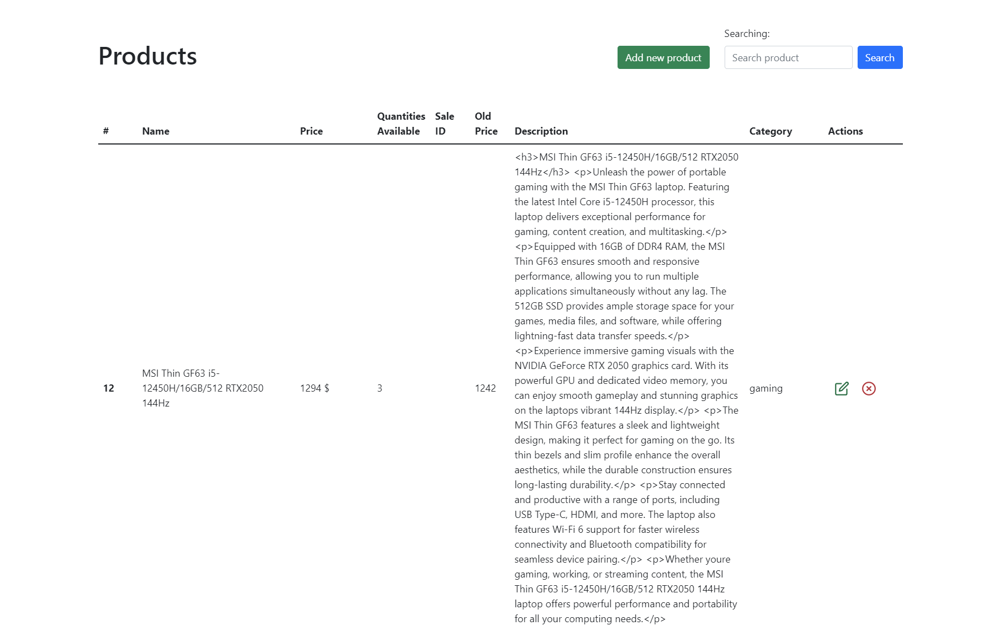 Searching:
Products
Add new product
Search product
Search
Quantities Available
Sale ID
Old Price
#
Name
Price
Description
Category
Actions
<h3>MSI Thin GF63 i5-12450H/16GB/512 RTX2050
144Hz</h3> <p>Unleash the power of portable
gaming with the MSI Thin GF63 laptop. Featuring
the latest Intel Core i5-12450H processor, this
laptop delivers exceptional performance for
gaming, content creation, and multitasking.</p>
<p>Equipped with 16GB of DDR4 RAM, the MSI
Thin GF63 ensures smooth and responsive
performance, allowing you to run multiple
applications simultaneously without any lag. The
512GB SSD provides ample storage space for your
games, media files, and software, while offering
lightning-fast data transfer speeds.</p>
<p>Experience immersive gaming visuals with the
NVIDIA GeForce RTX 2050 graphics card. With its
powerful GPU and dedicated video memory, you
can enjoy smooth gameplay and stunning graphics
on the laptops vibrant 144Hz display.</p> <p>The
MSI Thin GF63 features a sleek and lightweight
design, making it perfect for gaming on the go. Its
thin bezels and slim profile enhance the overall
aesthetics, while the durable construction ensures
long-lasting durability.</p> <p>Stay connected
and productive with a range of ports, including
USB Type-C, HDMI, and more. The laptop also
features Wi-Fi 6 support for faster wireless
connectivity and Bluetooth compatibility for
seamless device pairing.</p> <p>Whether youre
gaming, working, or streaming content, the MSI
Thin GF63 i5-12450H/16GB/512 RTX2050 144Hz
laptop offers powerful performance and portability
for all your computing needs.</p>
12
MSI Thin GF63 i5-
12450H/16GB/512 RTX2050
144Hz
1294 $
3
1242
gaming